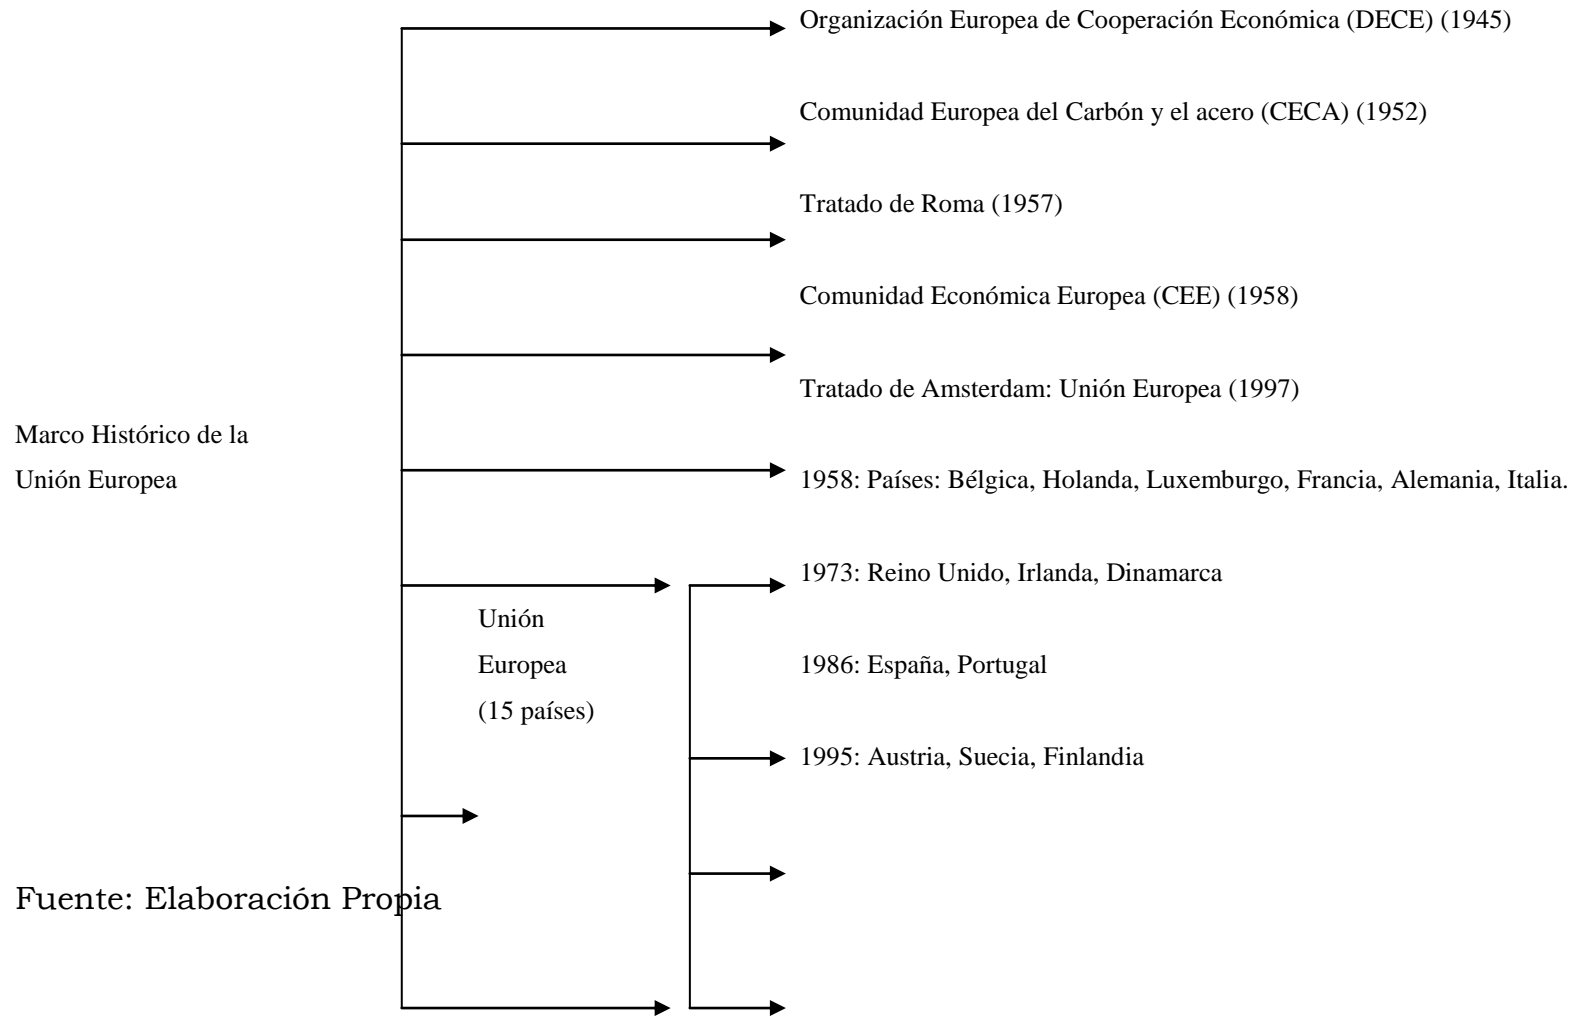 Organización Europea de Cooperación Económica (DECE) (1945)
Comunidad Europea del Carbón y el acero (CECA) (1952)
Tratado de Roma (1957)
Comunidad Económica Europea (CEE) (1958)
Tratado de Amsterdam: Unión Europea (1997)
Marco Histórico de la
Unión Europea
1958: Países: Bélgica, Holanda, Luxemburgo, Francia, Alemania, Italia.
1973: Reino Unido, Irlanda, Dinamarca
Unión
Europea
(15 países)
1986: España, Portugal
1995: Austria, Suecia, Finlandia
Fuente: Elaboración Propia